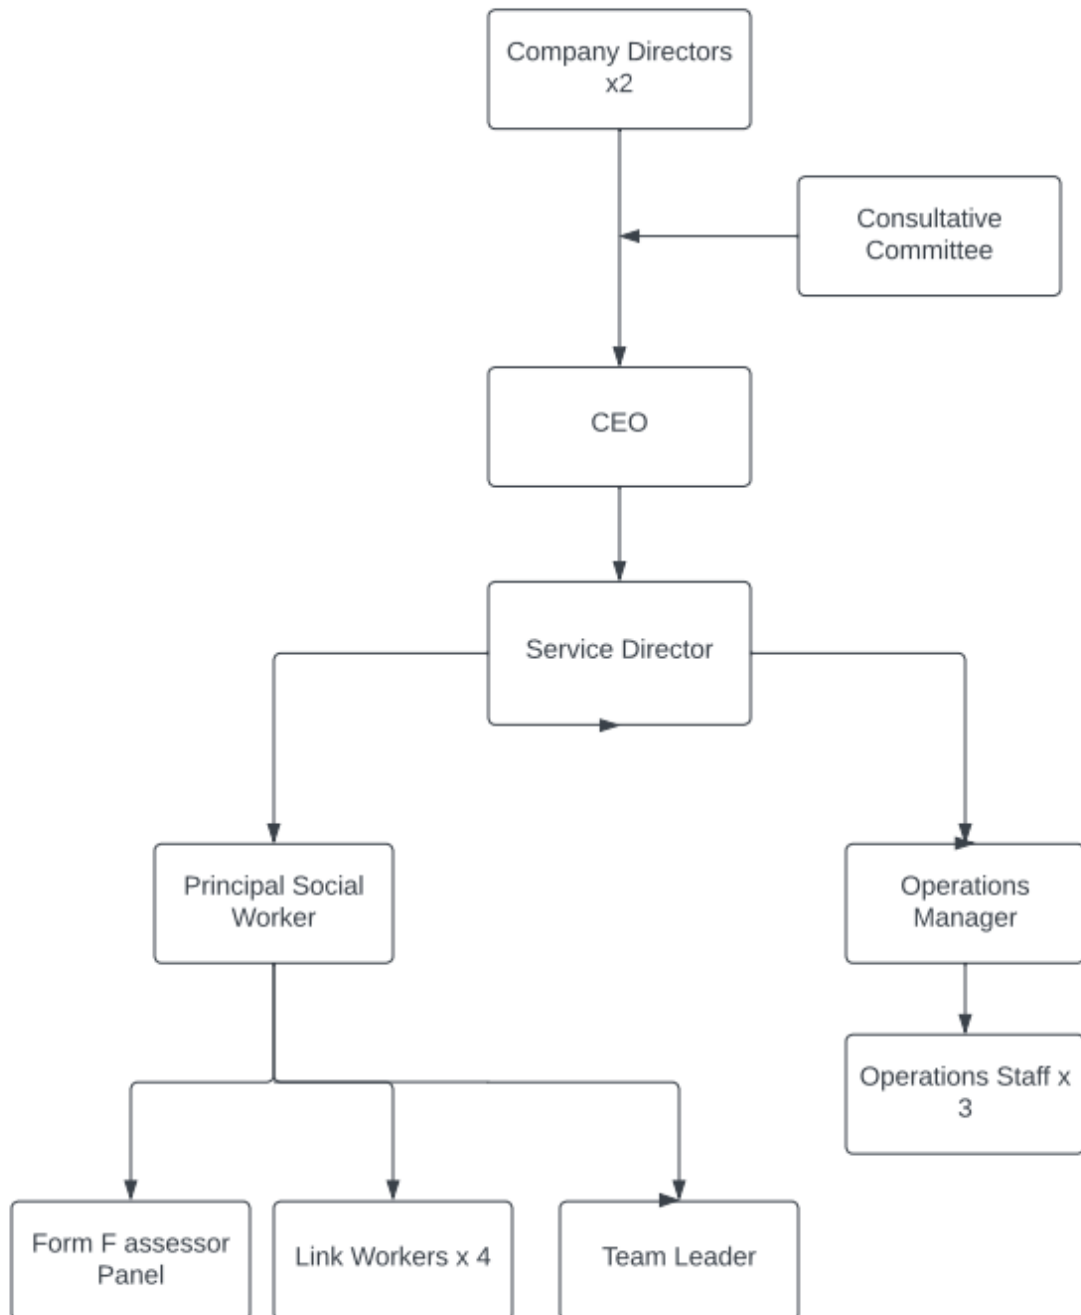 Company Directors
x2
Consultative
Committee
CEO
Service Director
Principal Social
Worker
Operations
Manager
Operations Staff x
3
Form F assessor
Panel
Link Workers x 4
Team Leader